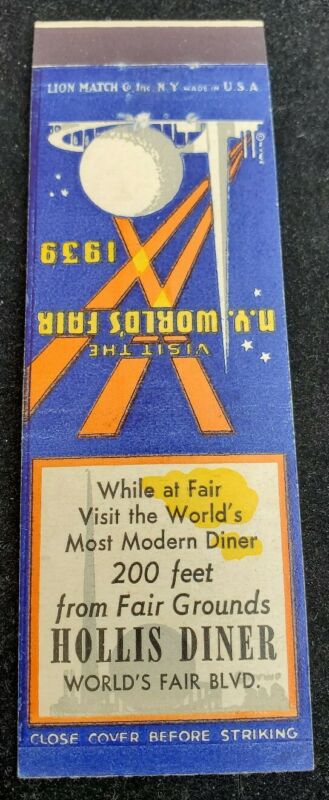 LION MATCH Co Inc. N.Y. MADE IN U.S.A
VISIT THE
N.Y. WORLD'S FAIR
1939
While at Fair
Visit the World's
Most Modern Diner
200 feet
from Fair Grounds
HOLLIS DINER
WORLD'S FAIR BLVD.
CLOSE COVER BEFORE STRIKING